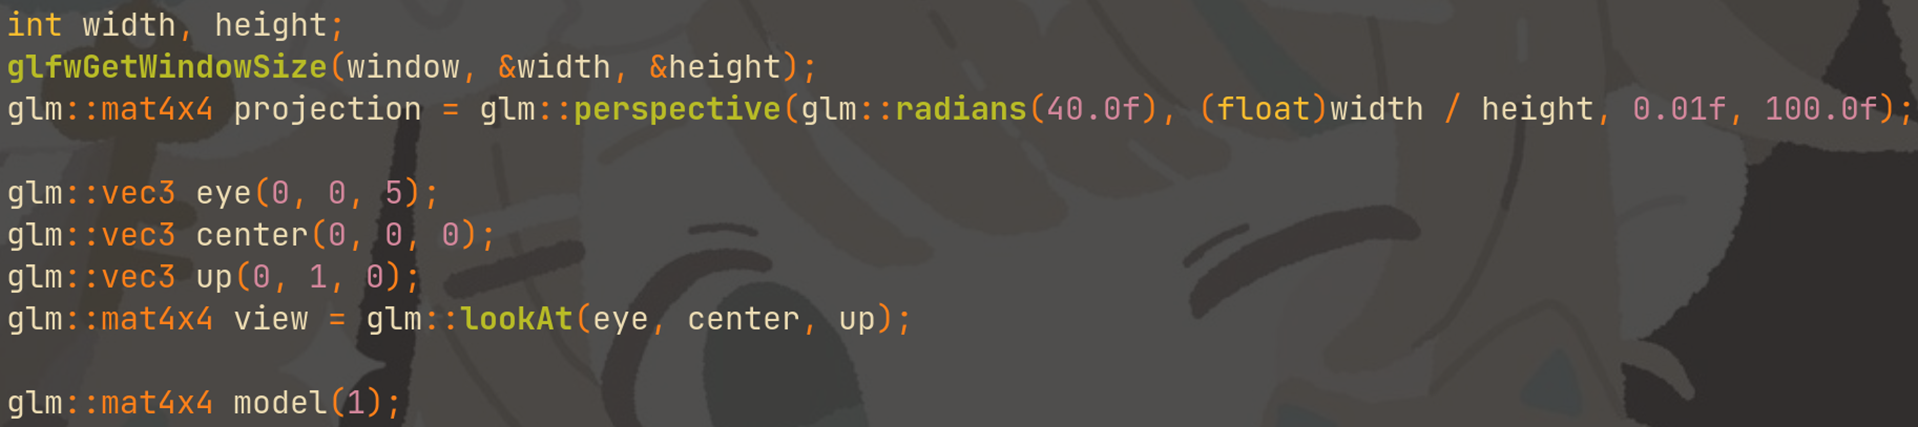 int width, height;
glfwGetWindowSize(window, &width, &height);
glm::mat4x4 projection = glm::perspective(glm::radians(40.0f), (float)width / height, 0.01f, 100.0f);
glm::vec3 eye(0, 0, 5);
glm::vec3 center(0, 0, 0);
glm::vec3 up(0, 1, 0);
glm::mat4x4 view = glm::lookAt(eye, center, up);
glm::mat4x4 model(1);